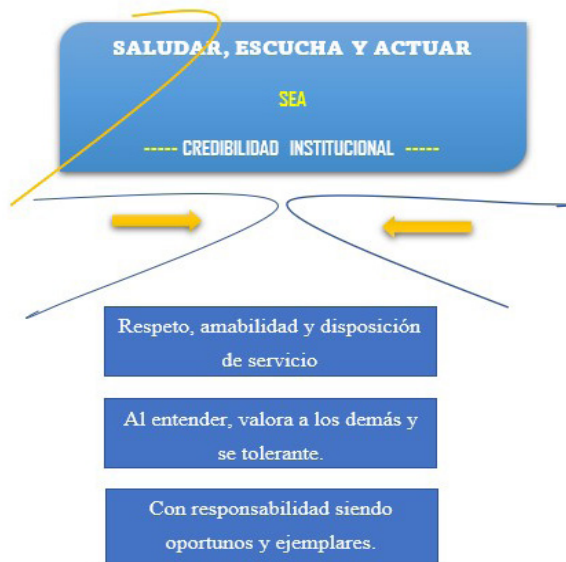 SALUDAR, ESCUCHA Y ACTUAR
SEA
----- CREDIBILIDAD INSTITUCIONAL -----
Respeto, amabilidad y disposición
de servicio
Al entender, valora a los demás y
se tolerante.
Con responsabilidad siendo
oportunos y ejemplares.